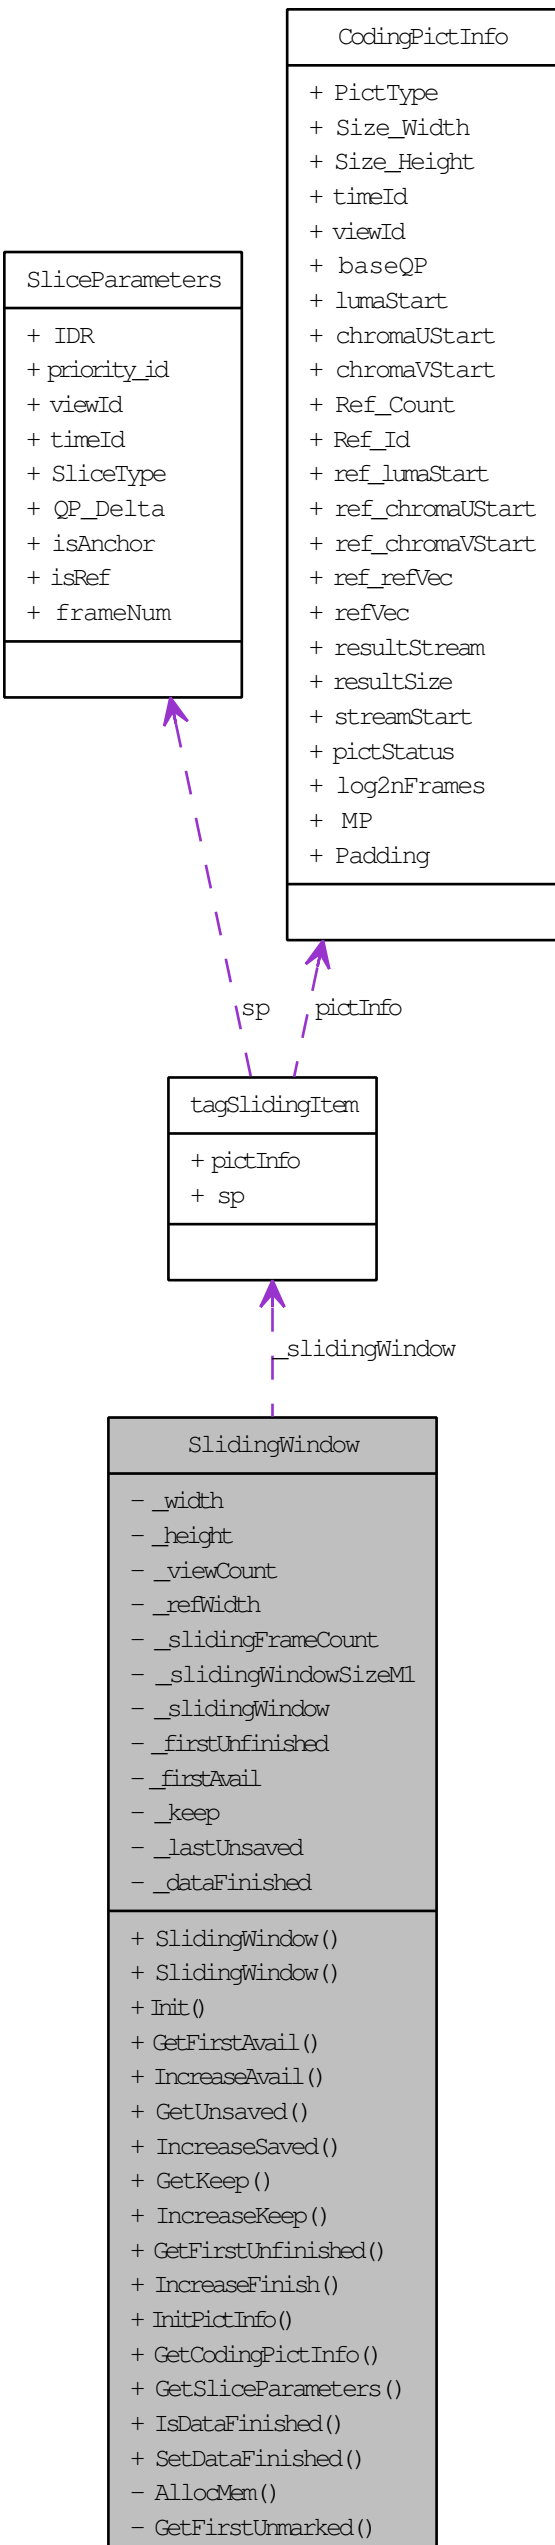 CodingPictInfo
+ PictType
+ Size_Width
+ Size_Height
+ timeId
+ viewId
+ baseQP
+ lumaStart
+ chromaUStart
+ chromaVStart
+ Ref_Count
+ Ref_Id
+ ref_lumaStart
+ ref_chromaUStart
+ ref_chromaVStart
+ ref_refVec
+ refVec
+ resultStream
+ resultSize
+ streamStart
+ pictStatus
+ log2nFrames
+ MP
+ Padding
SliceParameters
+ IDR
+ priority_id
+ viewId
+ timeId
+ SliceType
+ QP_Delta
+ isAnchor
+ isRef
+ frameNum
sp
pictInfo
tagSlidingItem
+ pictInfo
+ sp
_slidingWindow
SlidingWindow
- _width
- _height
- _viewCount
- _refWidth
- _slidingFrameCount
- _slidingWindowSizeM1
- _slidingWindow
- _firstUnfinished
- _firstAvail
- _keep
- _lastUnsaved
- _dataFinished
+ SlidingWindow()
+ SlidingWindow()
+ Init()
+ GetFirstAvail()
+ IncreaseAvail()
+ GetUnsaved()
+ IncreaseSaved()
+ GetKeep()
+ IncreaseKeep()
+ GetFirstUnfinished()
+ IncreaseFinish()
+ InitPictInfo()
+ GetCodingPictInfo()
+ GetSliceParameters()
+ IsDataFinished()
+ SetDataFinished()
- AllocMem()
- GetFirstUnmarked()